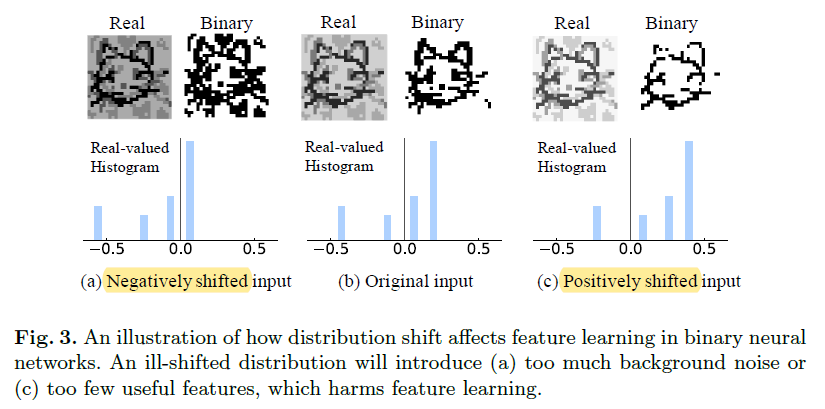 Real Binary Real Binary Real Binary
Real-valued
Histogram
Real-valued
Histogram
Real-valued
Histogram
−0.5 0.0 0.5 −0.5 0.0 0.5 −0.5 0.0 0.5
(a) Negatively shifted input (b) Original input (c) Positively shifted input
Fig. 3. An illustration of how distribution shift affects feature learning in binary neural
networks. An ill-shifted distribution will introduce (a) too much background noise or
(c) too few useful features, which harms feature learning.